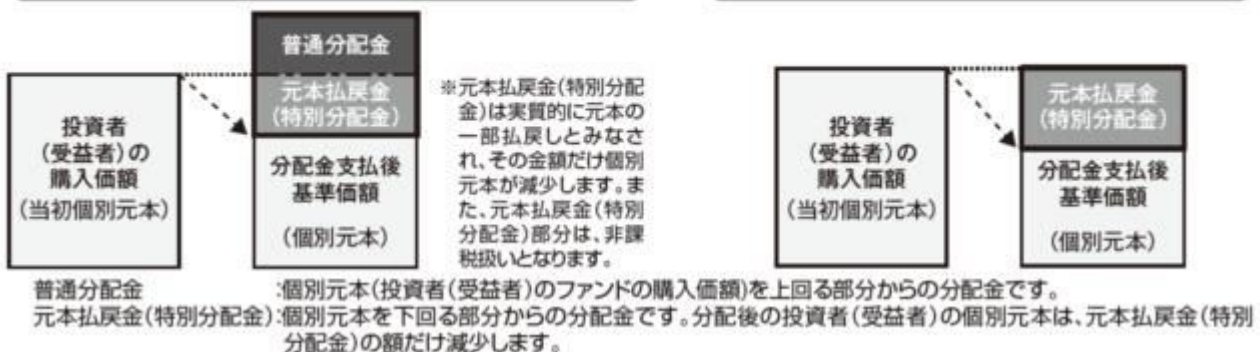 普通分配金
元本払戻金
(特別分配金)
投資者
(受益者)の
購入価額
(当初個別元本)
分配金支払後
基準価額
(個別元本)
※元本払戻金(特別分配
金)は実質的に元本の
一部払戻しとみなさ
れ、その金額だけ個別
元本が減少します。ま
た、元本払戻金(特別
分配金)部分は、非課
税扱いとなります。
投資者
(受益者)の
購入価額
(当初個別元本)
元本払戻金
(特別分配金)
分配金支払後
基準価額
(個別元本)
普通分配金 :個別元本(投資者(受益者)のファンドの購入価額)を上回る部分からの分配金です。
元本払戻金(特別分配金):個別元本を下回る部分からの分配金です。分配後の投資者(受益者)の個別元本は、元本払戻金(特別
分配金)の額だけ減少します。